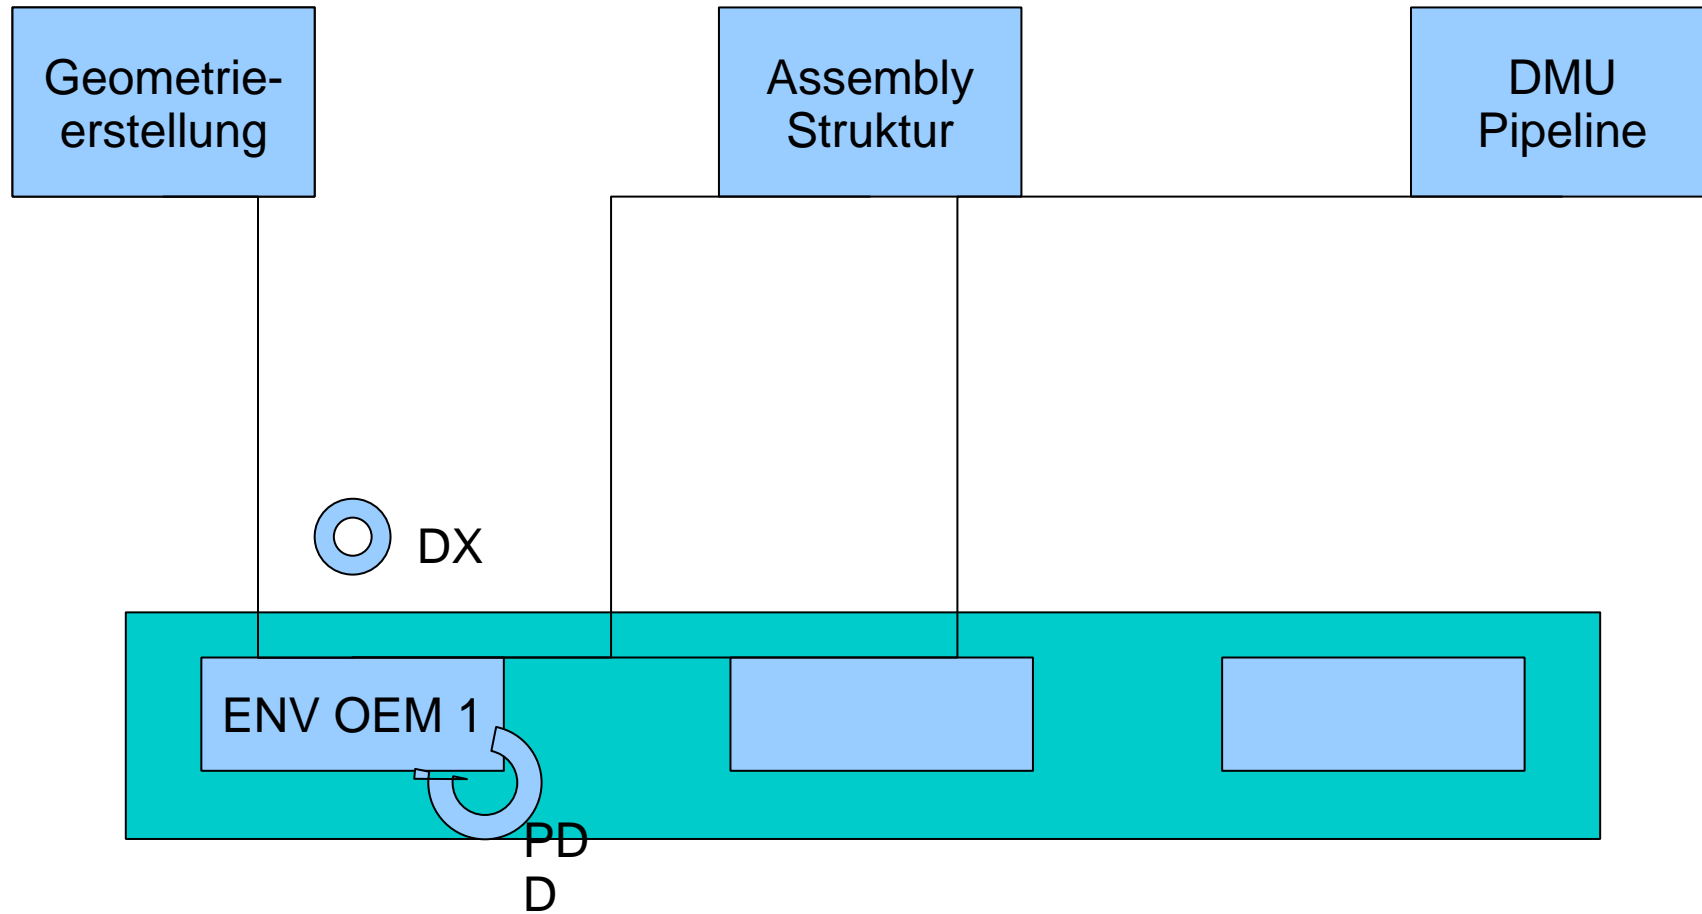 Geometrie-
erstellung
Assembly
Struktur
DMU
Pipeline
DX
ENV OEM 1
PD
D